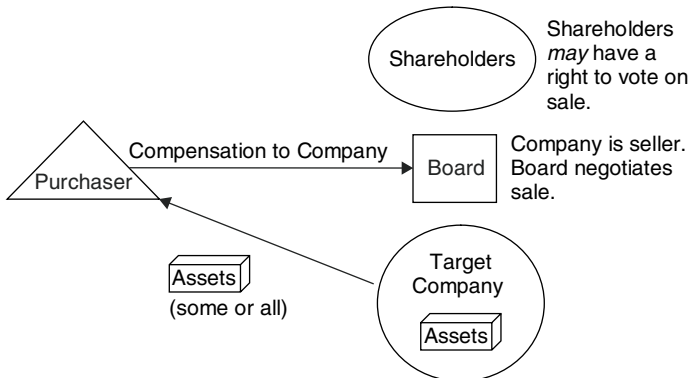 Shareholders
Shareholders
may have a
right to vote on
sale.
Compensation to Company
Purchaser
Board
Company is seller.
Board negotiates
sale.
Assets
(some or all)
Target
Company
Assets